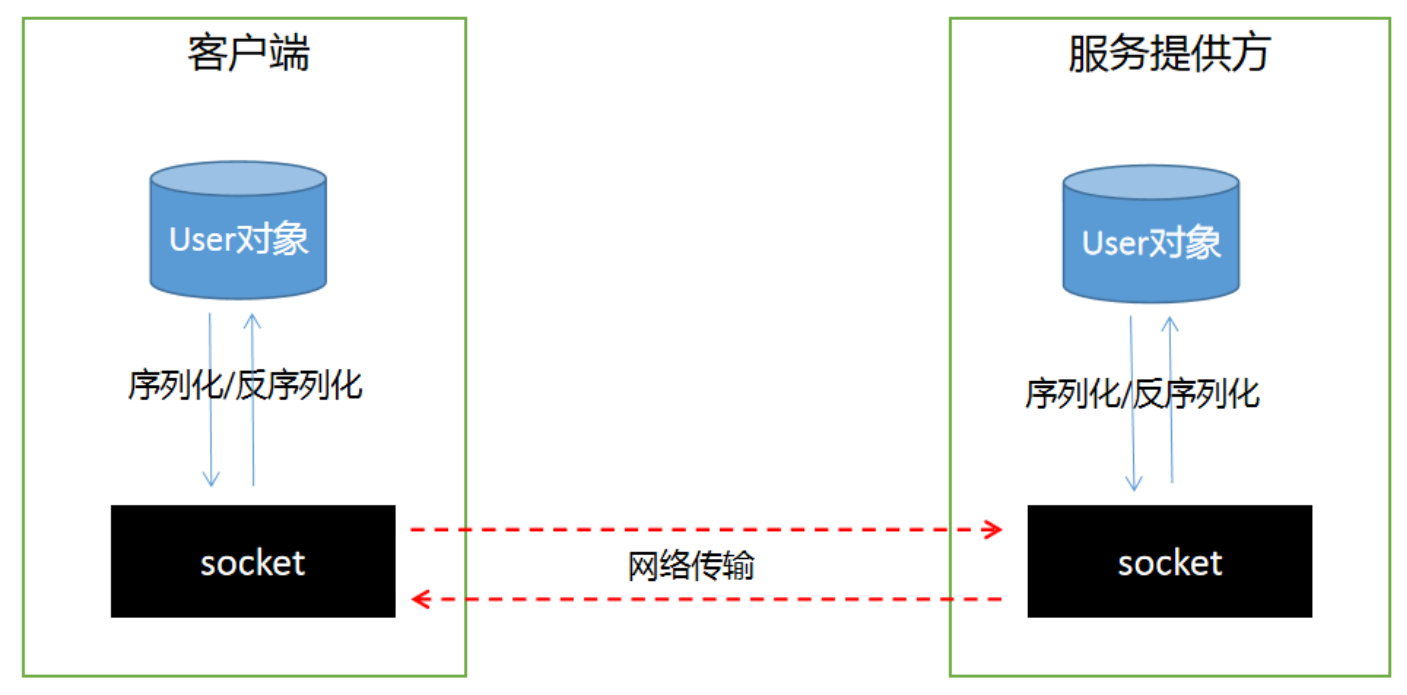 客户端
服务提供方
User对象
User对象
序列化/反序列化
序列化/反序列化
socket
网络传输
socket